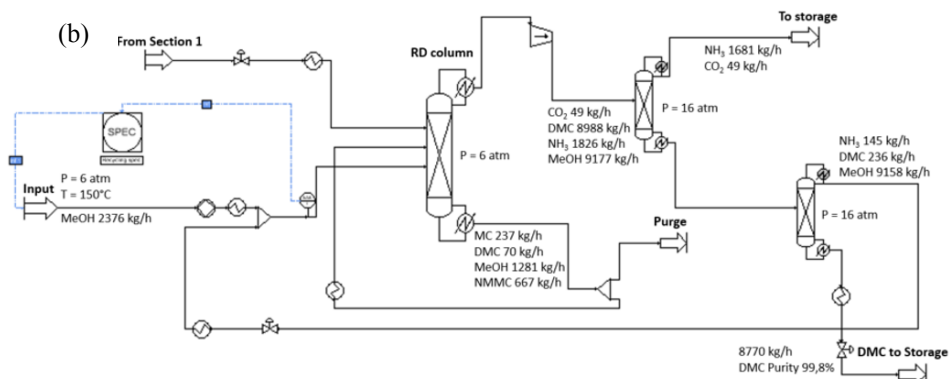 (b)
From Section 1
RD column
To storage
NH₃ 1681 kg/h
CO₂ 49 kg/h
SPEC
Recycling spec
P = 16 atm
CO₂ 49 kg/h
DMC 8988 kg/h
NH₃ 1826 kg/h
MeOH 9177 kg/h
P = 6 atm
NH₃ 145 kg/h
DMC 236 kg/h
MeOH 9158 kg/h
P = 6 atm
T = 150°C
Input
MeOH 2376 kg/h
P = 16 atm
Purge
MC 237 kg/h
DMC 70 kg/h
MeOH 1281 kg/h
NMMC 667 kg/h
8770 kg/h
DMC Purity 99,8%
DMC to Storage